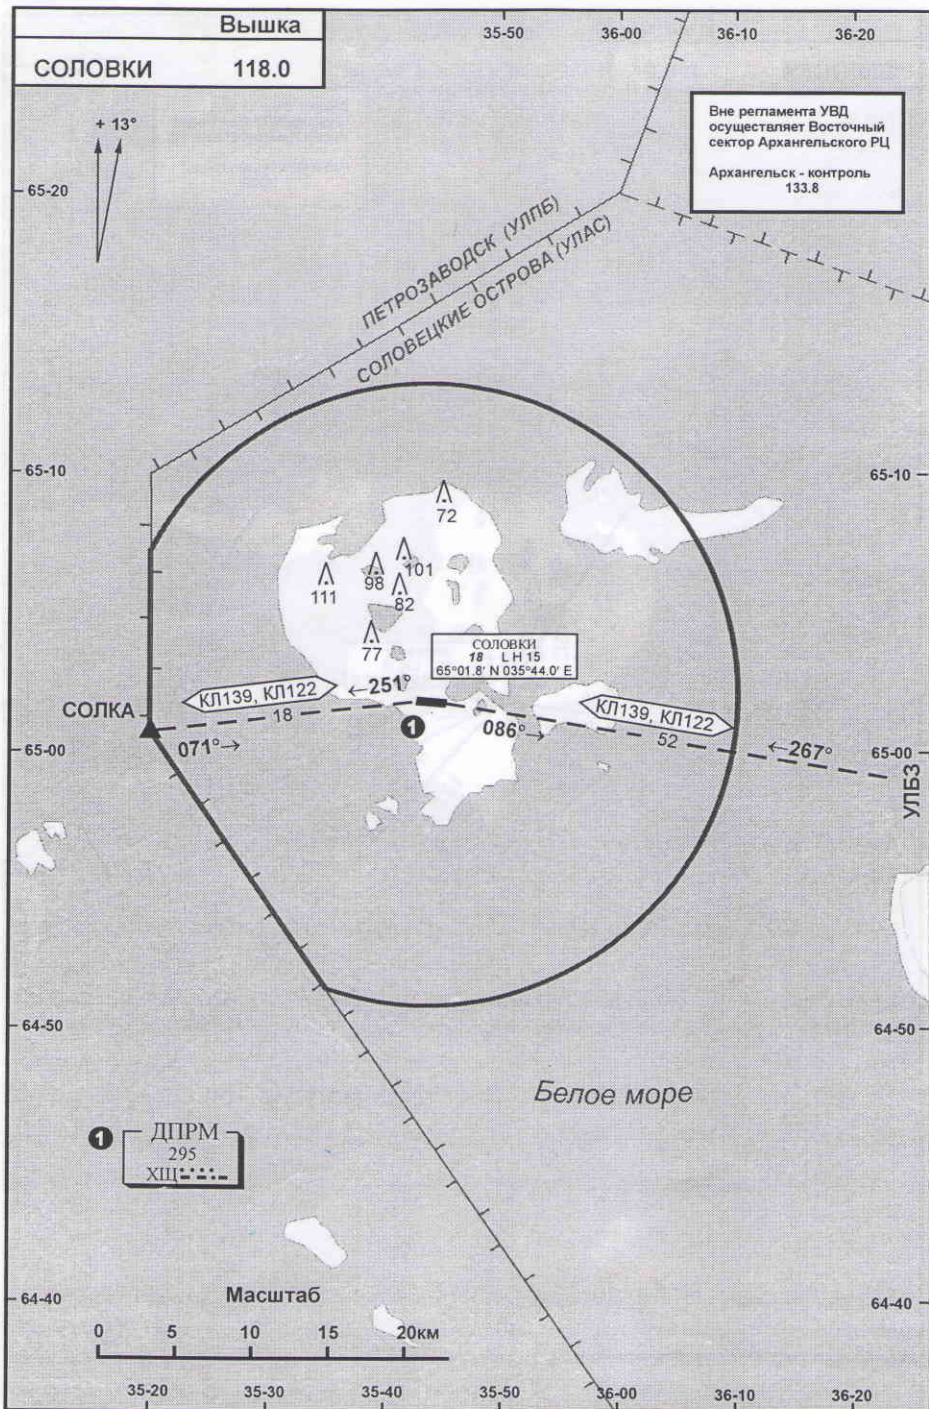 Вышка
СОЛОВКИ 118.0
35-50 36-00 36-10 36-20
+ 13°
Вне регламента УВД
осуществляет Восточный
сектор Архангельского РЦ
Архангельск - контроль
133.8
65-20
ПЕТРОЗАВОДСК (УЛПБ)
СОЛОВЕЦКИЕ ОСТРОВА (УЛАС)
65-10
65-10
72
101
98
111
82
77
СОЛОВКИ
18 L H 15
65°01.8' N 035°44.0' E
КЛ139, КЛ122
←251°
СОЛКА
18
071°→
1
086°→
КЛ139, КЛ122
52
←267°
65-00
65-00
УЛБЗ
64-50
64-50
Белое море
1
ДПРМ
295
ХЩ
64-40
64-40
Масштаб
0 5 10 15 20км
35-20 35-30 35-40 35-50 36-00 36-10 36-20